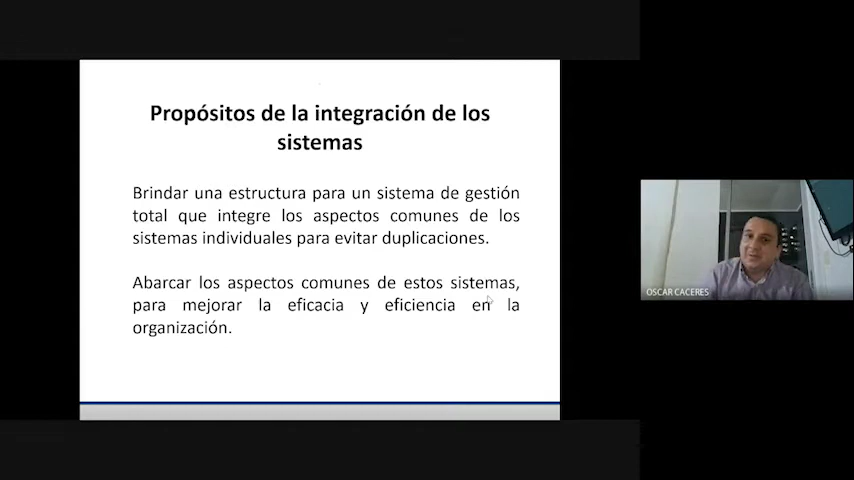 Propósitos de la integración de los
sistemas
Brindar una estructura para un sistema de gestión
total que integre los aspectos comunes de los
sistemas individuales para evitar duplicaciones.
Abarcar los aspectos comunes de estos sistemas,
para mejorar la eficacia y eficiencia en la
organización.
OSCAR CACERES